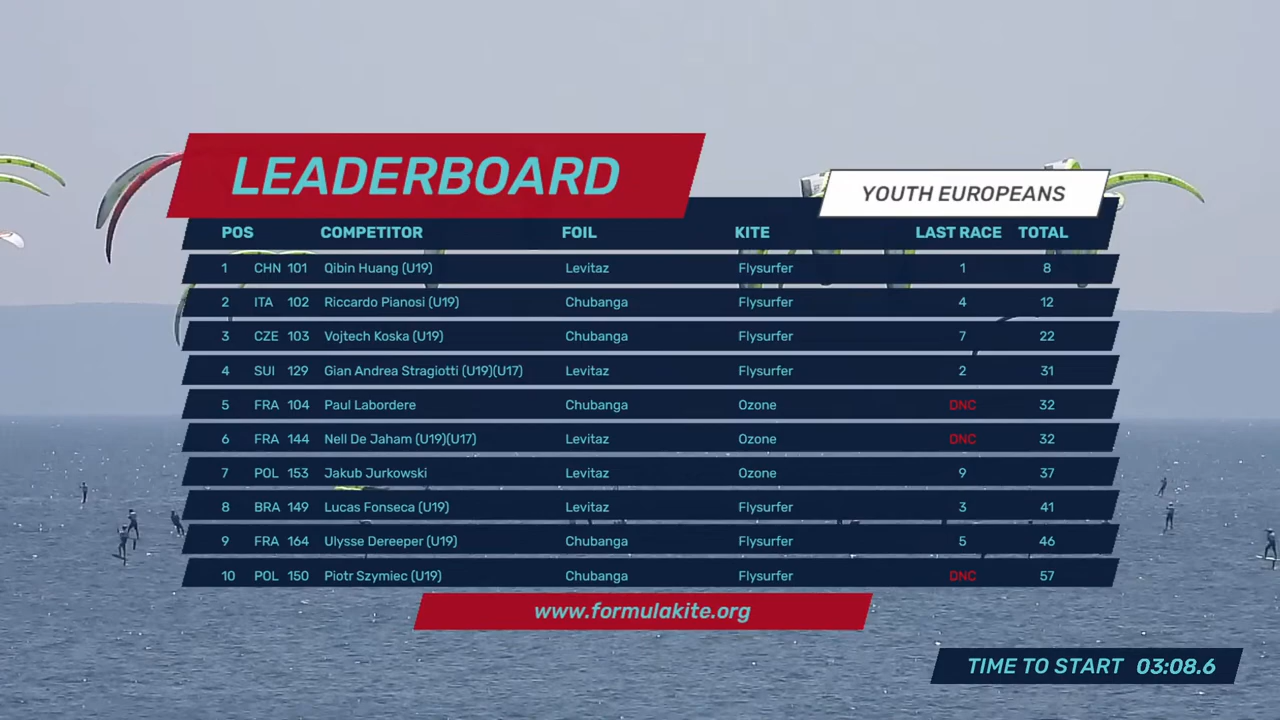 LEADERBOARD
YOUTH EUROPEANS
POS COMPETITOR FOIL KITE LAST RACE TOTAL
1 CHN 101 Qibin Huang (U19) Levitaz Flysurfer 1 8
2 ITA 102 Riccardo Pianosi (U19) Chubanga Flysurfer 4 12
3 CZE 103 Vojtech Koska (U19) Chubanga Flysurfer 7 22
4 SUI 129 Gian Andrea Stragiotti (U19)(U17) Levitaz Flysurfer 2 31
5 FRA 104 Paul Labordere Chubanga Ozone DNC 32
6 FRA 144 Nell De Jaham (U19)(U17) Levitaz Ozone DNC 32
7 POL 153 Jakub Jurkowski Levitaz Ozone 9 37
8 BRA 149 Lucas Fonseca (U19) Levitaz Flysurfer 3 41
9 FRA 164 Ulysse Dereeper (U19) Chubanga Flysurfer 5 46
10 POL 150 Piotr Szymiec (U19) Chubanga Flysurfer DNC 57
www.formulakite.org
TIME TO START 03:08.6